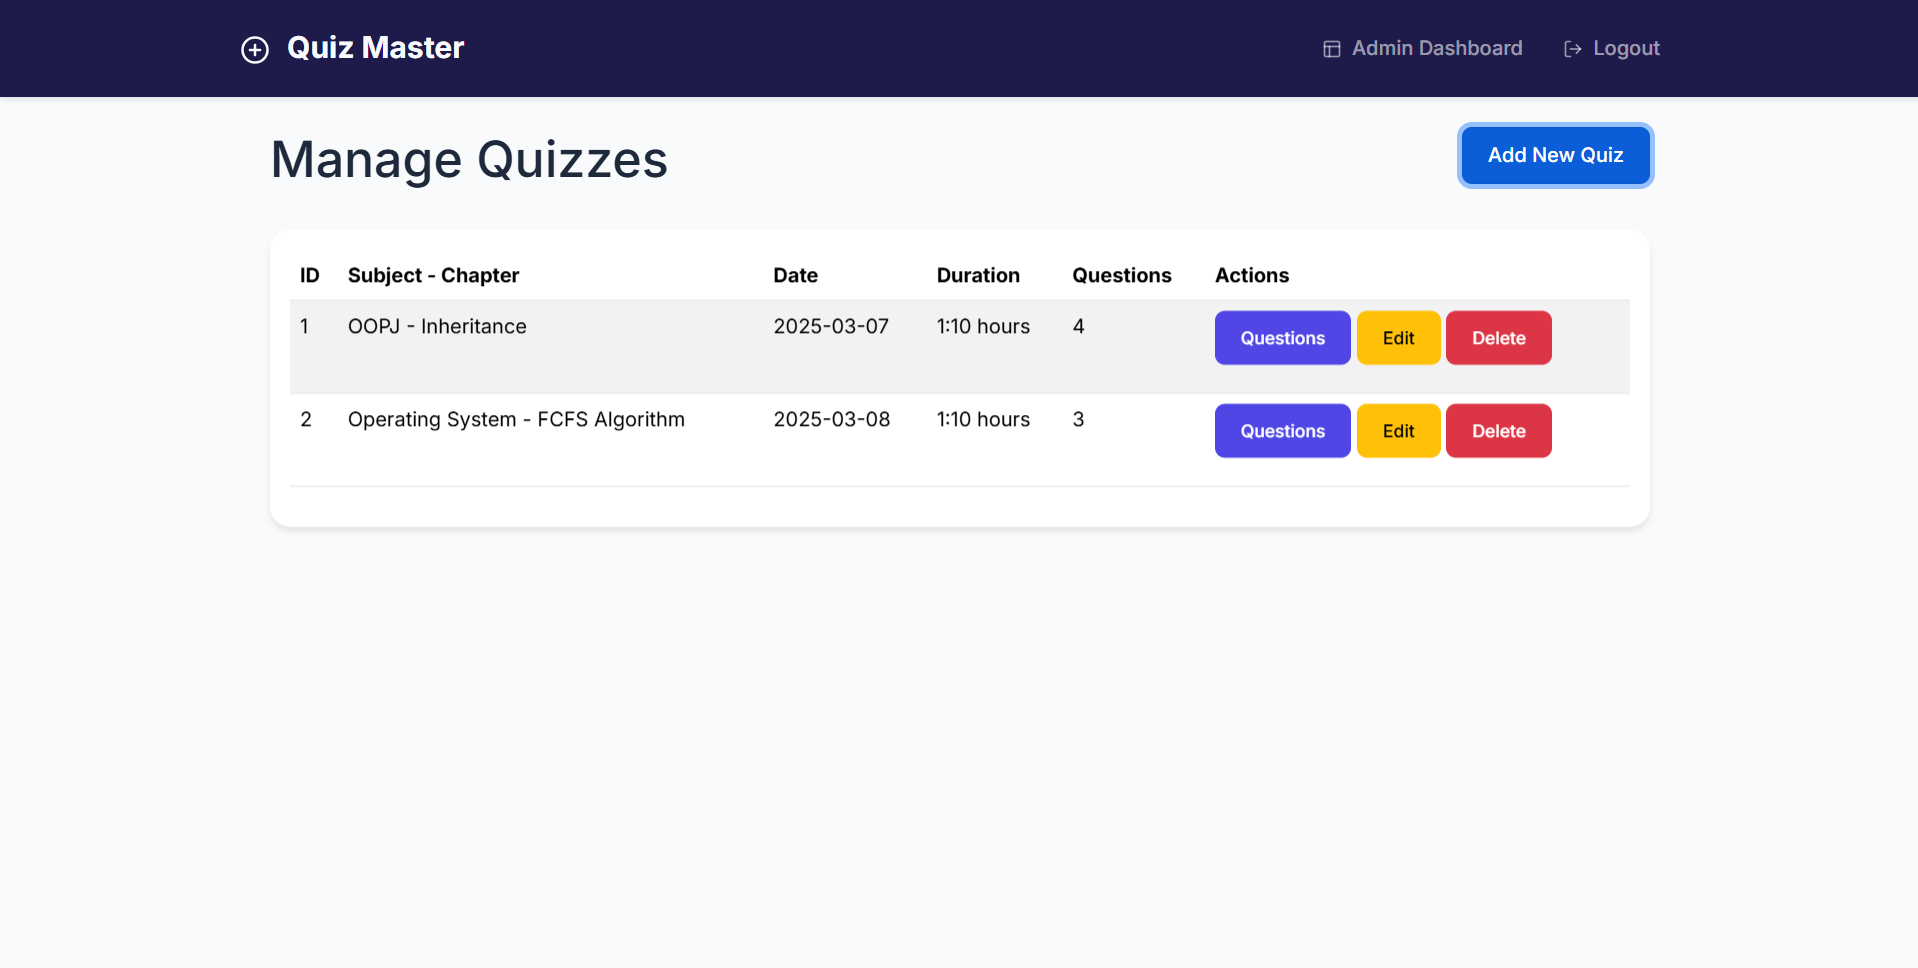 Quiz Master Admin Dashboard Logout
Manage Quizzes Add New Quiz
ID Subject - Chapter Date Duration Questions Actions
1 OOPJ - Inheritance 2025-03-07 1:10 hours 4 Questions Edit Delete
2 Operating System - FCFS Algorithm 2025-03-08 1:10 hours 3 Questions Edit Delete